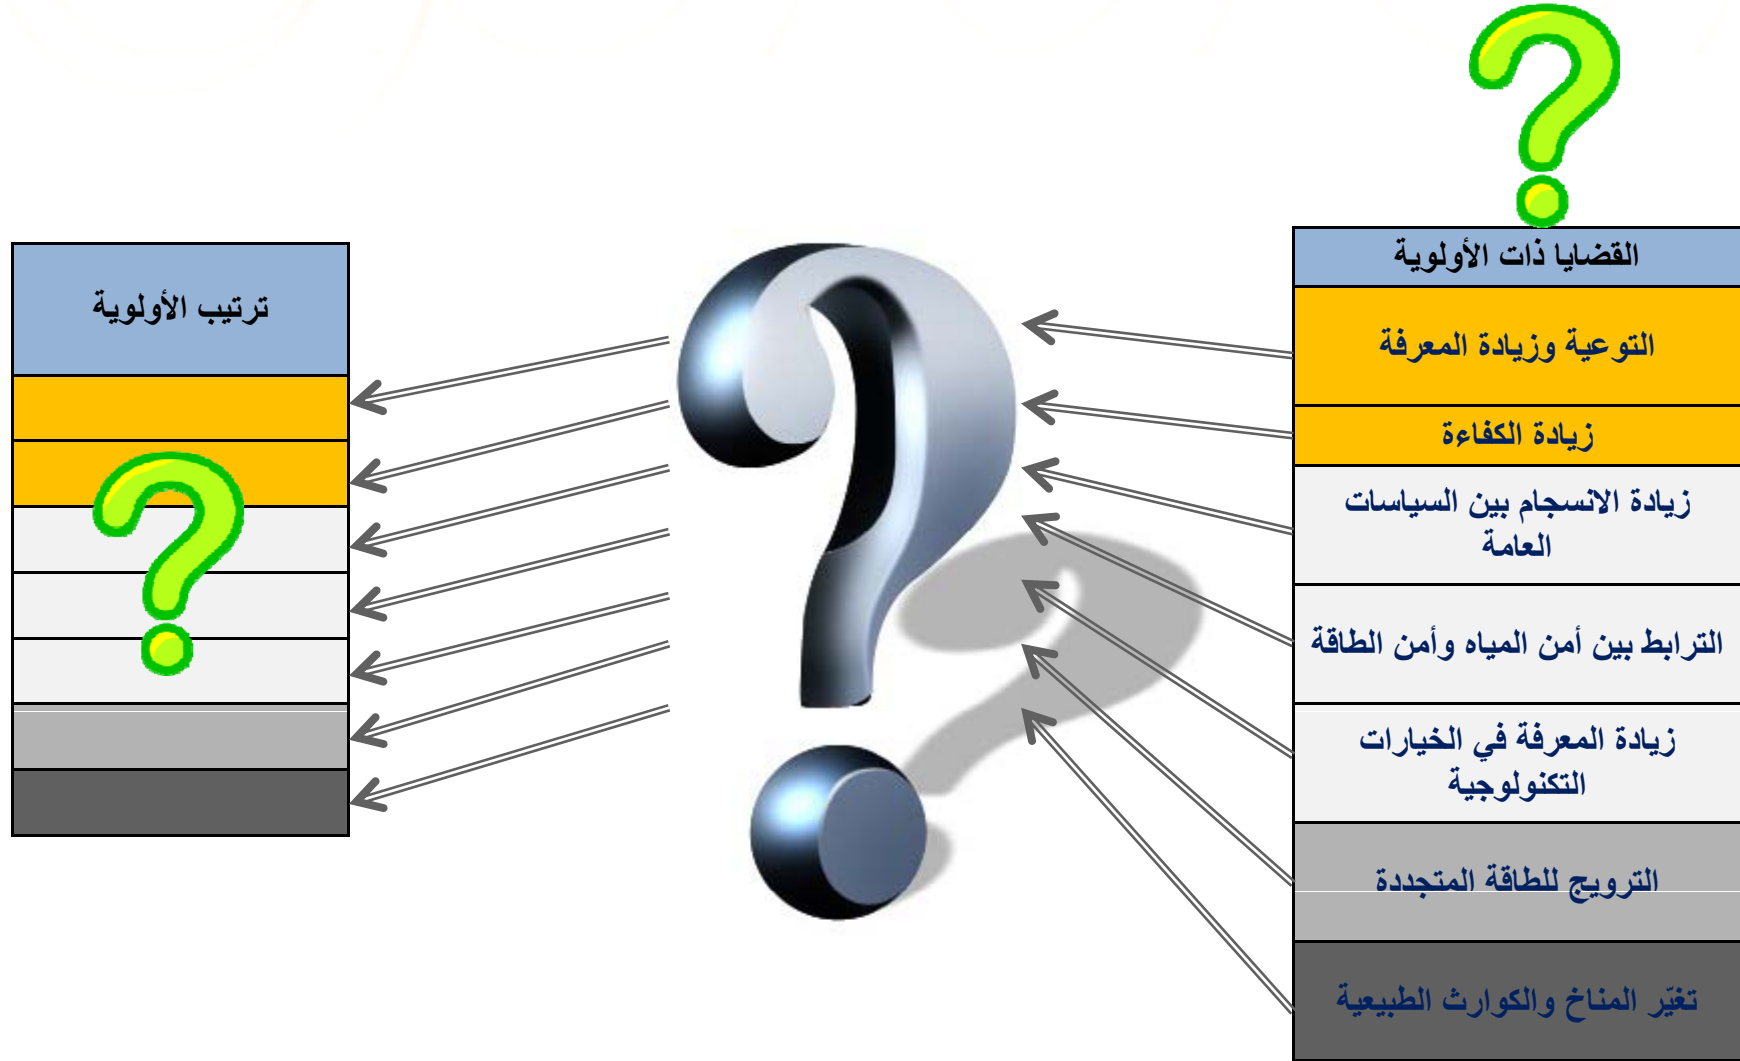 القضايا ذات الأولوية
التوعية وزيادة المعرفة
زيادة الكفاءة
زيادة الانسجام بين السياسات
العامة
الترابط بين أمن المياه وأمن الطاقة
زيادة المعرفة في الخيارات
التكنولوجية
الترويج للطاقة المتجددة
تغيّر المناخ والكوارث الطبيعية
ترتيب الأولوية